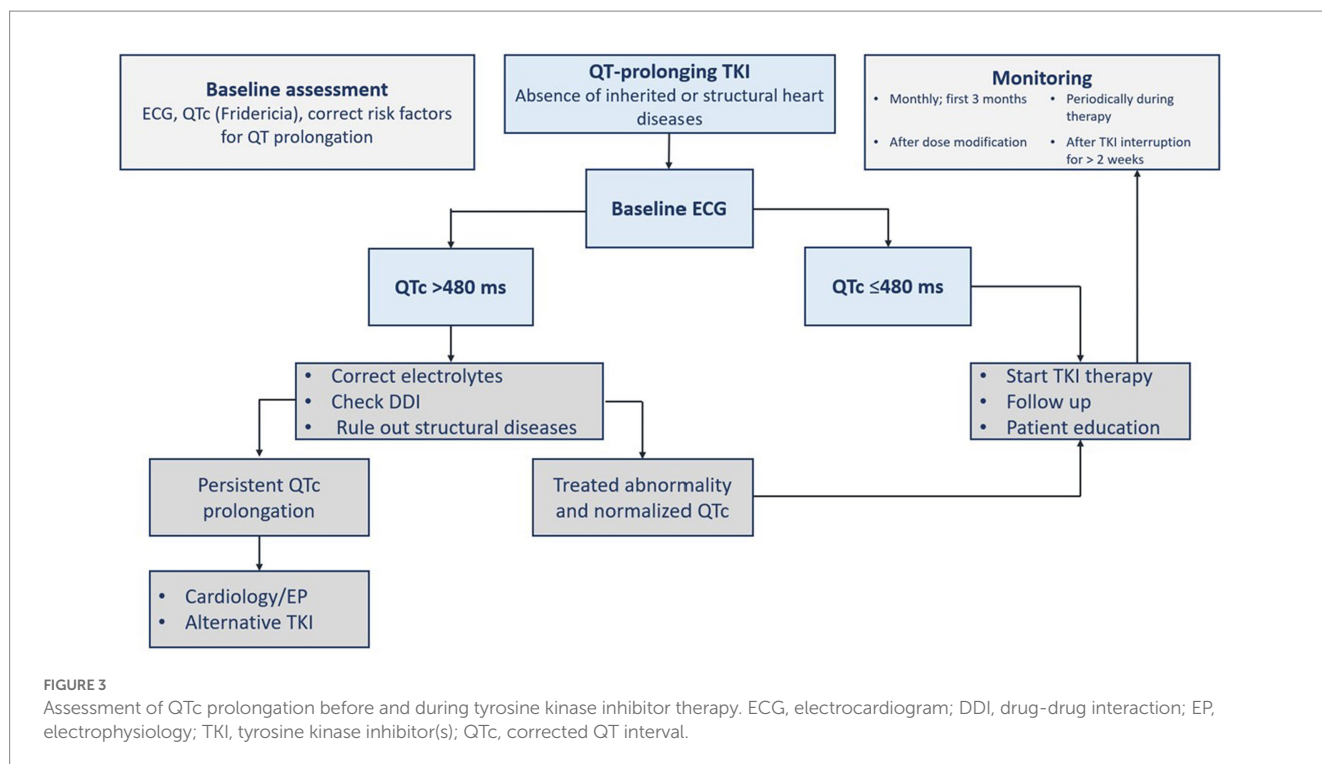 Baseline assessment
ECG, QTc (Fridericia), correct risk factors
for QT prolongation
QT-prolonging TKI
Absence of inherited or structural heart
diseases
Monitoring
• Monthly; first 3 months
• Periodically during
therapy
• After dose modification
• After TKI interruption
for > 2 weeks
Baseline ECG
QTc >480 ms
QTc ≤480 ms
• Correct electrolytes
• Check DDI
• Rule out structural diseases
• Start TKI therapy
• Follow up
• Patient education
Persistent QTc
prolongation
Treated abnormality
and normalized QTc
• Cardiology/EP
• Alternative TKI
FIGURE 3
Assessment of QTc prolongation before and during tyrosine kinase inhibitor therapy. ECG, electrocardiogram; DDI, drug-drug interaction; EP,
electrophysiology; TKI, tyrosine kinase inhibitor(s); QTc, corrected QT interval.